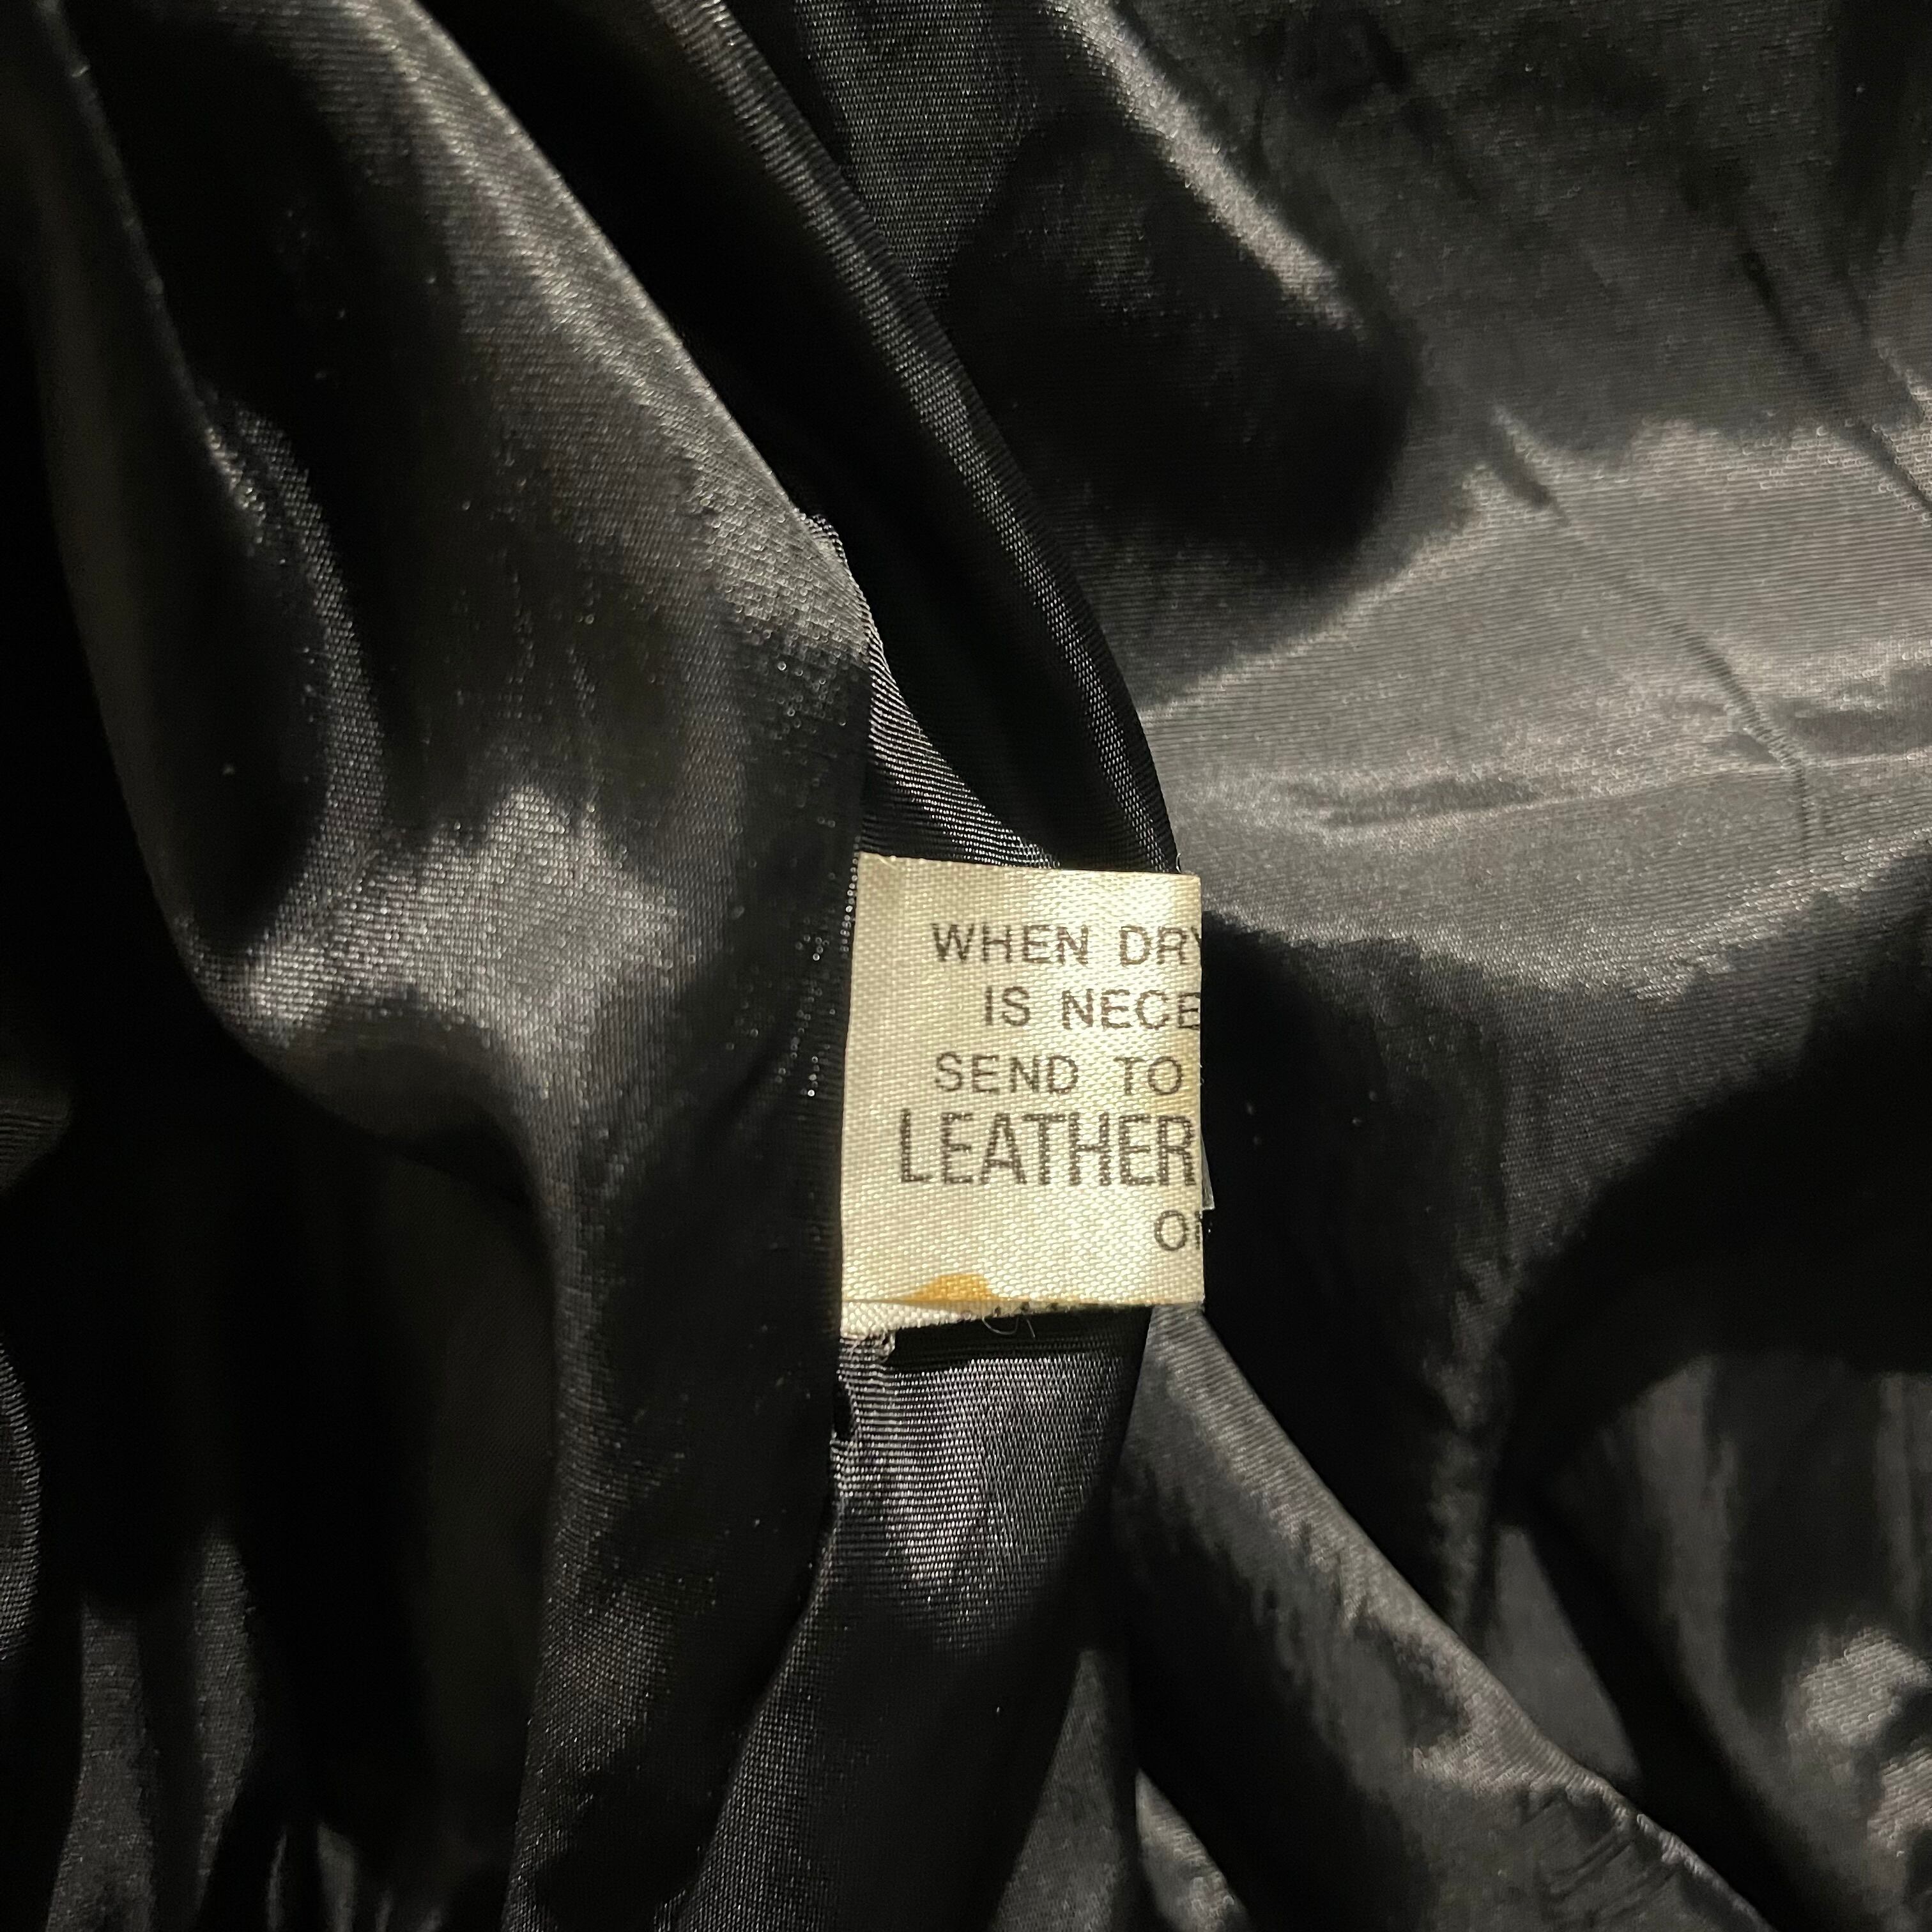 WHEN DRY
IS NECE
SEND TO
LEATHER